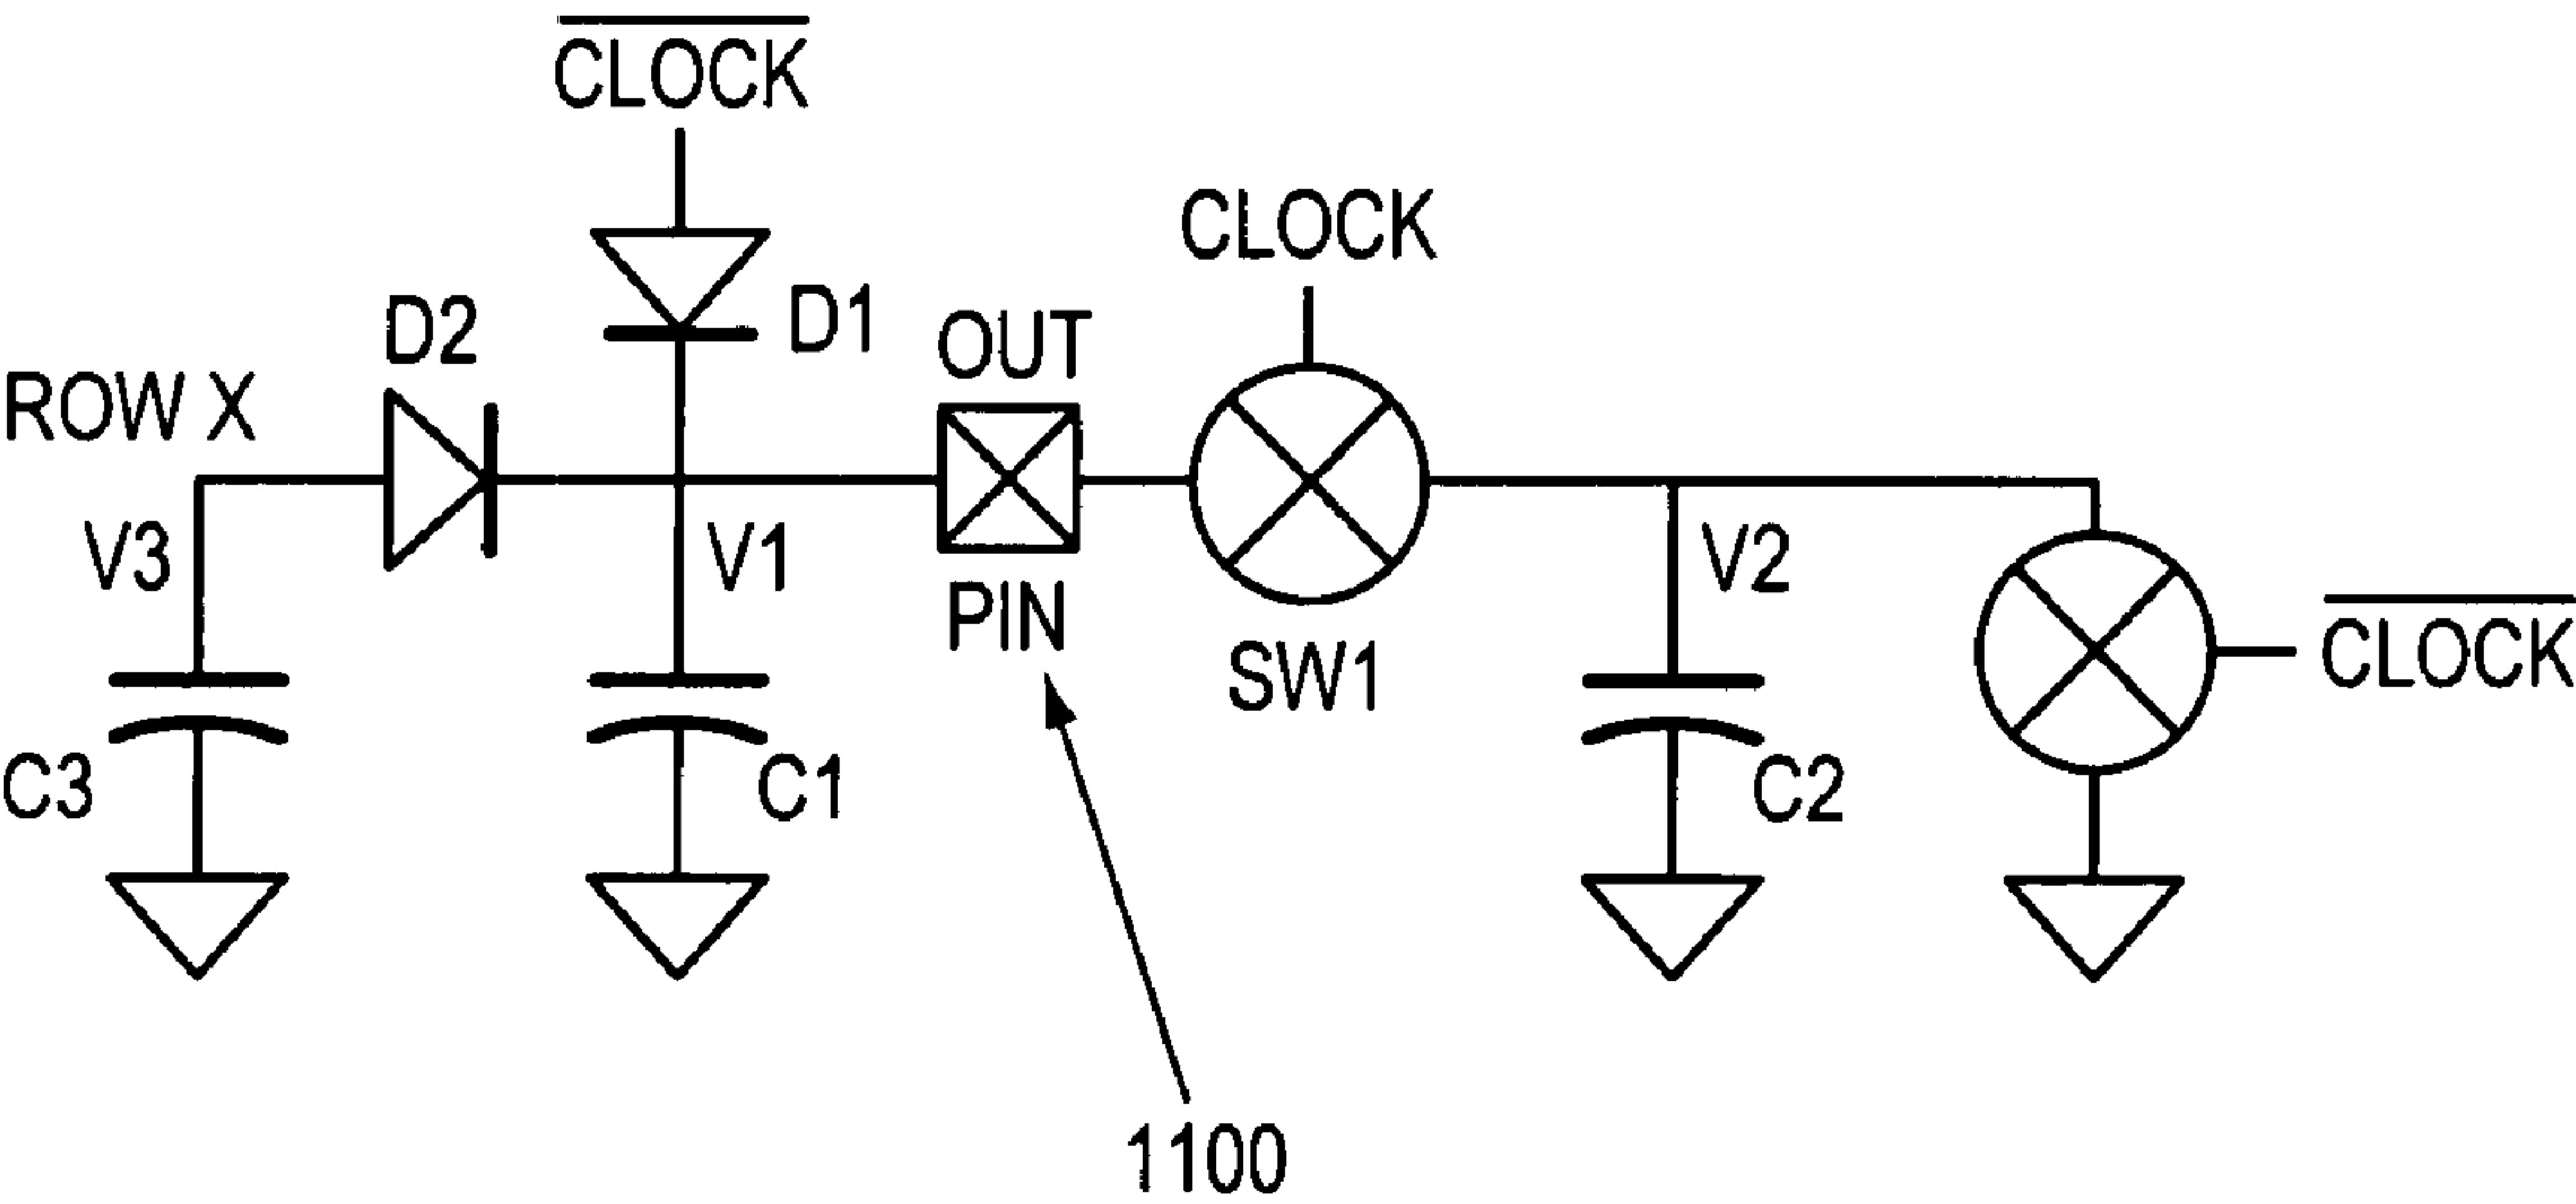 CLOCK
CLOCK
D2
D1
OUT
ROW X
V3
V1
PIN
SW1
V2
CLOCK
C3
C1
C2
1100